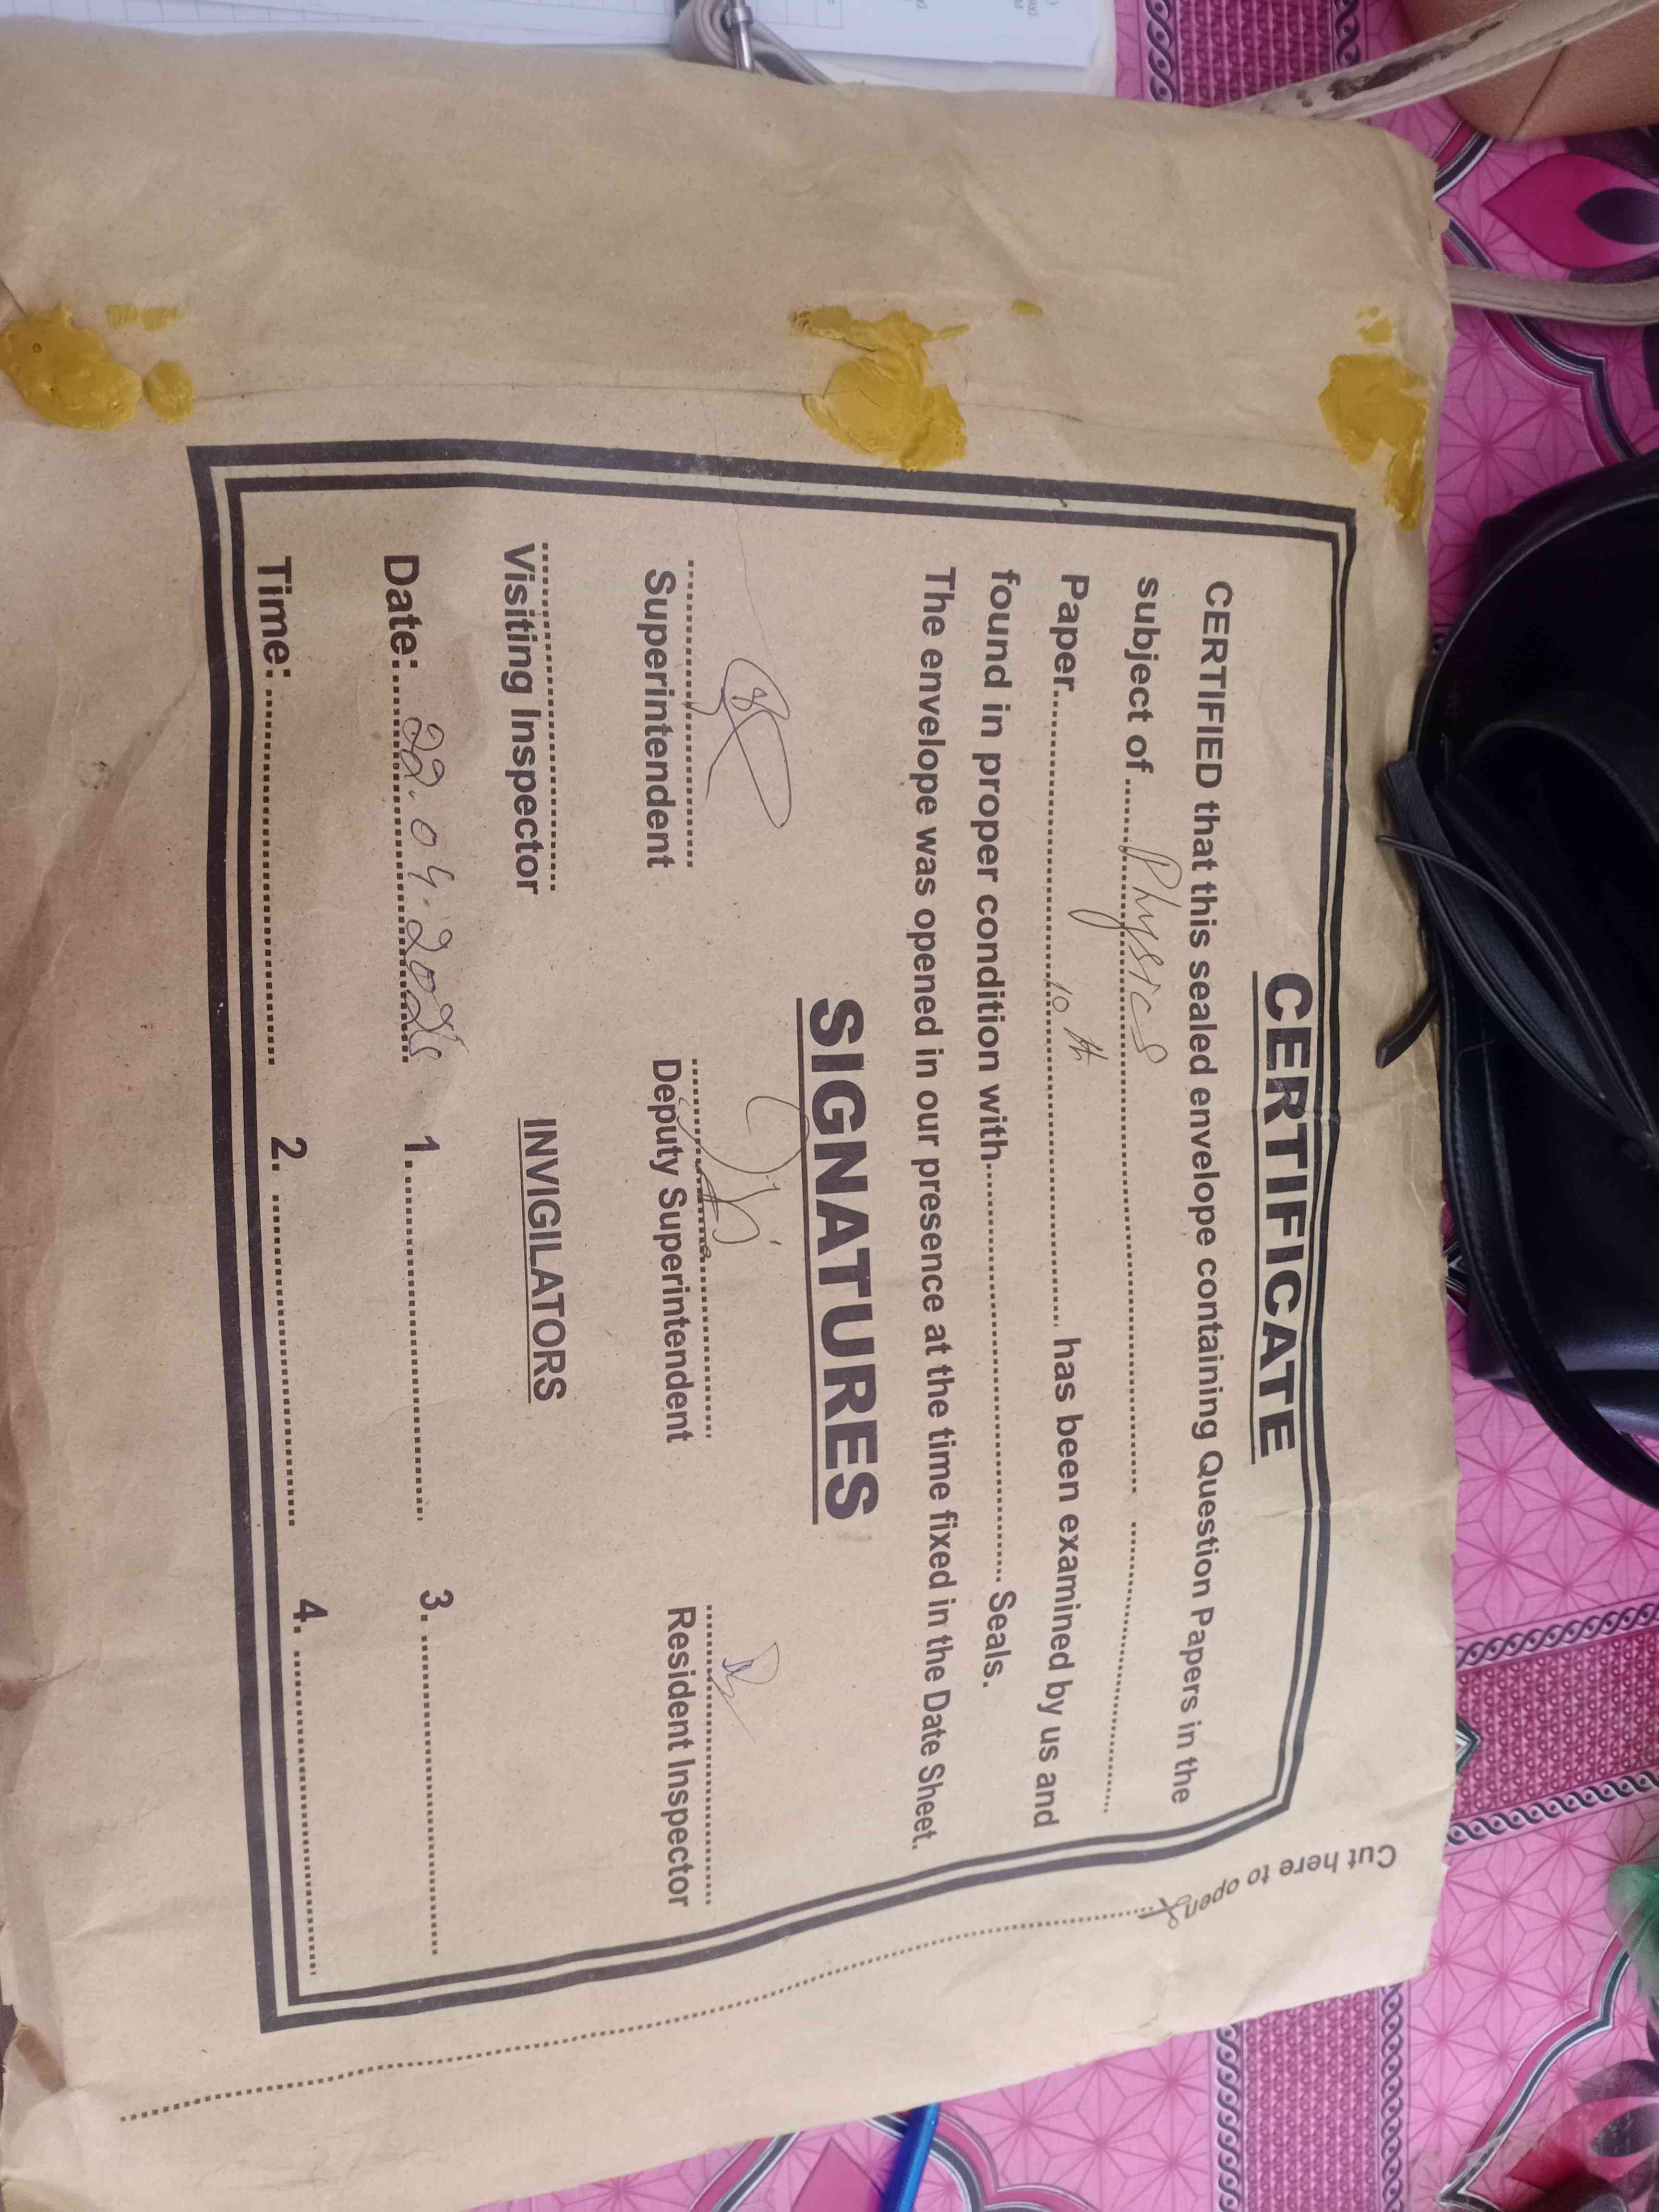 CERTIFICATE
CERTIFIED that this sealed envelope containing Question Papers in the
subject of ...... Physics ......
Paper...... 10 th ...... has been examined by us and
found in proper condition with...... Seals.
The envelope was opened in our presence at the time fixed in the Date Sheet.
SIGNATURES
Superintendent Deputy Superintendent Resident Inspector
Visiting Inspector INVIGILATORS
Date:...... 22.04. 1....... 3.......
Time:...... 2....... 4.......
Cut here to open